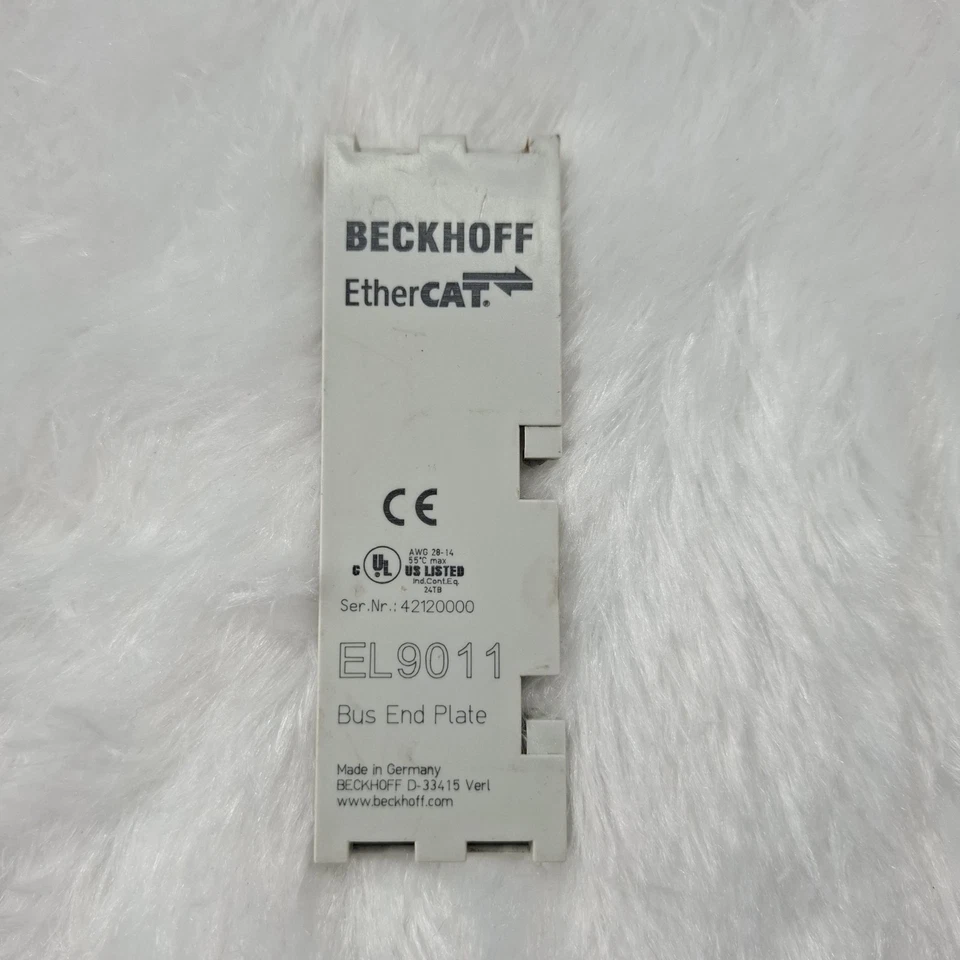 BECKHOFF
EtherCAT®
CE
AWG 28-14
55°C max
C UL US LISTED
Ind.Cont.Eq.
24TB
Ser.Nr.: 42120000
EL9011
Bus End Plate
Made in Germany
BECKHOFF D-33415 Verl
www.beckhoff.com